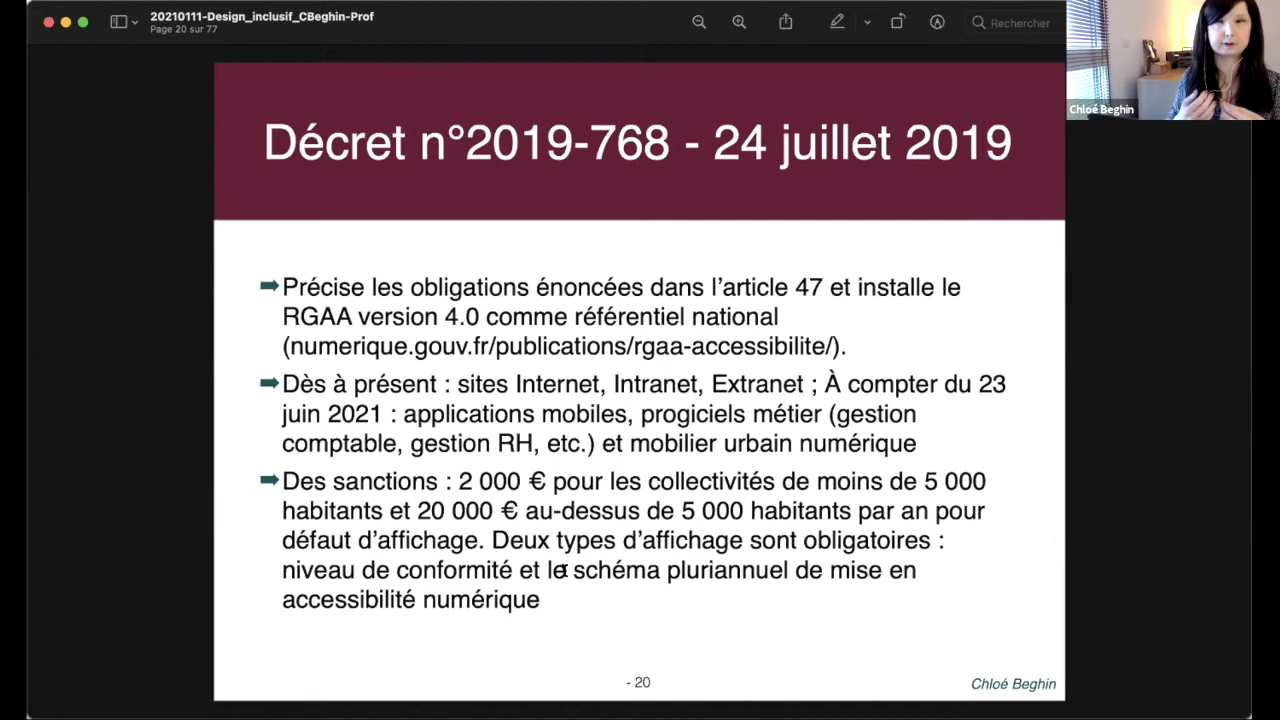 20210111-Design_inclusif_CBeghin-Prof
Page 20 sur 77
Rechercher
Chloé Beghin
Décret n°2019-768 - 24 juillet 2019
➡Précise les obligations énoncées dans l’article 47 et installe le
RGAA version 4.0 comme référentiel national
(numerique.gouv.fr/publications/rgaa-accessibilite/).
➡Dès à présent : sites Internet, Intranet, Extranet ; À compter du 23
juin 2021 : applications mobiles, progiciels métier (gestion
comptable, gestion RH, etc.) et mobilier urbain numérique
➡Des sanctions : 2 000 € pour les collectivités de moins de 5 000
habitants et 20 000 € au-dessus de 5 000 habitants par an pour
défaut d’affichage. Deux types d’affichage sont obligatoires :
niveau de conformité et le schéma pluriannuel de mise en
accessibilité numérique
- 20
Chloé Beghin